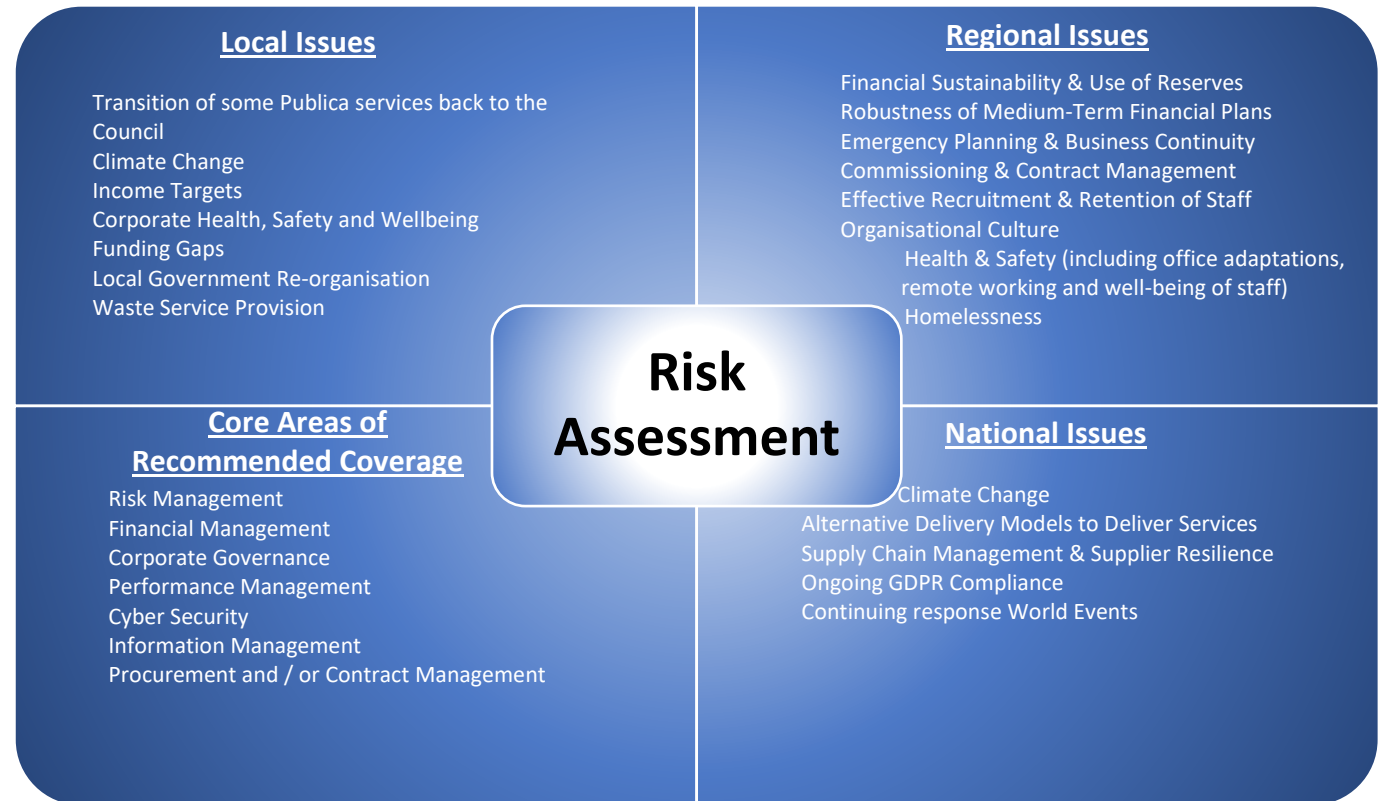 Local Issues
Transition of some Publica services back to the
Council
Climate Change
Income Targets
Corporate Health, Safety and Wellbeing
Funding Gaps
Local Government Re-organisation
Waste Service Provision
Regional Issues
Financial Sustainability & Use of Reserves
Robustness of Medium-Term Financial Plans
Emergency Planning & Business Continuity
Commissioning & Contract Management
Effective Recruitment & Retention of Staff
Organisational Culture
Health & Safety (including office adaptations,
remote working and well-being of staff)
Homelessness
Risk
Assessment
Core Areas of
Recommended Coverage
Risk Management
Financial Management
Corporate Governance
Performance Management
Cyber Security
Information Management
Procurement and / or Contract Management
National Issues
Climate Change
Alternative Delivery Models to Deliver Services
Supply Chain Management & Supplier Resilience
Ongoing GDPR Compliance
Continuing response World Events